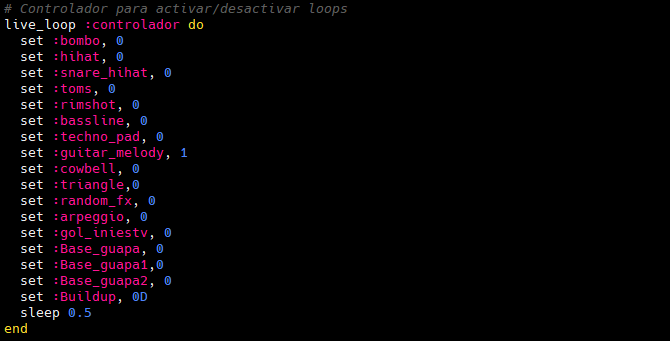 # Controlador para activar/desactivar loops
live_loop :controlador do
set :bombo, 0
set :hihat, 0
set :snare_hihat, 0
set :toms, 0
set :rimshot, 0
set :bassline, 0
set :techno_pad, 0
set :guitar_melody, 1
set :cowbell, 0
set :triangle,0
set :random_fx, 0
set :arpeggio, 0
set :gol_iniestv, 0
set :Base_guapa, 0
set :Base_guapa1,0
set :Base_guapa2, 0
set :Buildup, 0D
sleep 0.5
end